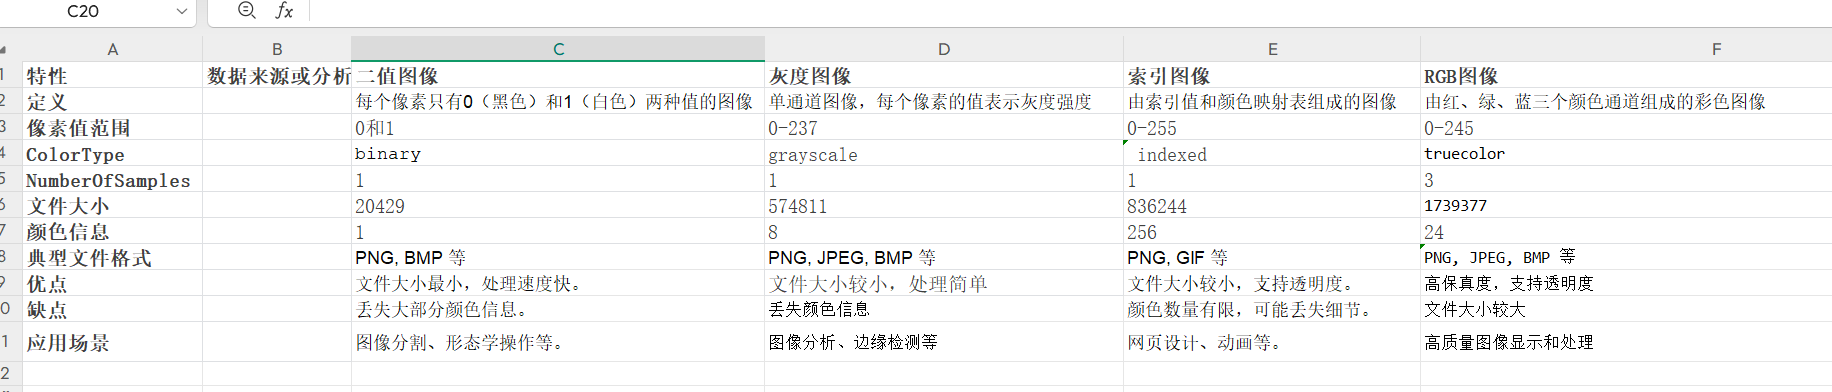 C20 fx
A B C D E F
1 特性 数据来源或分析 二值图像 灰度图像 索引图像 RGB图像
2 定义 每个像素只有0（黑色）和1（白色）两种值的图像 单通道图像，每个像素的值表示灰度强度 由索引值和颜色映射表组成的图像 由红、绿、蓝三个颜色通道组成的彩色图像
3 像素值范围 0和1 0-237 0-255 0-245
4 ColorType binary grayscale indexed truecolor
5 NumberOfSamples 1 1 1 3
6 文件大小 20429 574811 836244 1739377
7 颜色信息 1 8 256 24
8 典型文件格式 PNG, BMP 等 PNG, JPEG, BMP 等 PNG, GIF 等 PNG, JPEG, BMP 等
9 优点 文件大小最小，处理速度快。 文件大小较小，处理简单 文件大小较小，支持透明度。 高保真度，支持透明度
0 缺点 丢失大部分颜色信息。 丢失颜色信息 颜色数量有限，可能丢失细节。 文件大小较大
1 应用场景 图像分割、形态学操作等。 图像分析、边缘检测等 网页设计、动画等。 高质量图像显示和处理
2